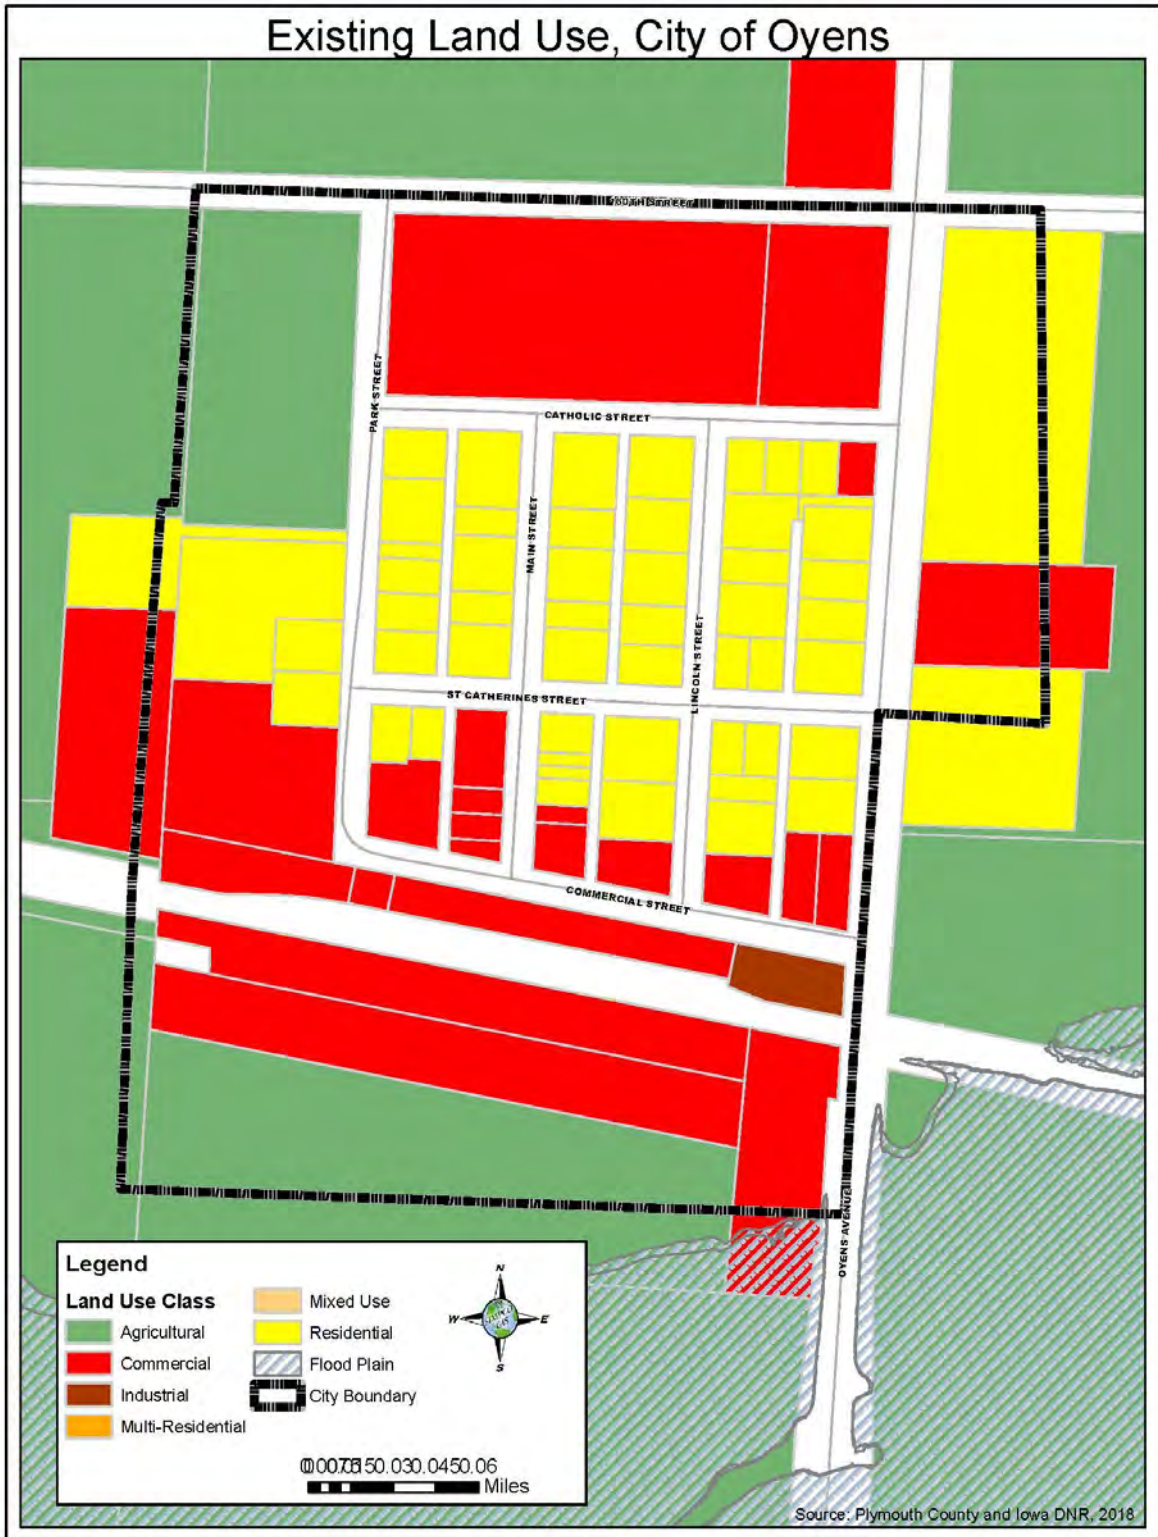 Existing Land Use, City of Oyens
PARK STREET
CATHOLIC STREET
MAIN STREET
LINCOLN STREET
ST CATHERINES STREET
COMMERCIAL STREET
OYENS AVENUE
Legend
Land Use Class
Agricultural
Commercial
Industrial
Multi-Residential
Mixed Use
Residential
Flood Plain
City Boundary
N
W
E
S
Miles
Source: Plymouth County and Iowa DNR, 2018